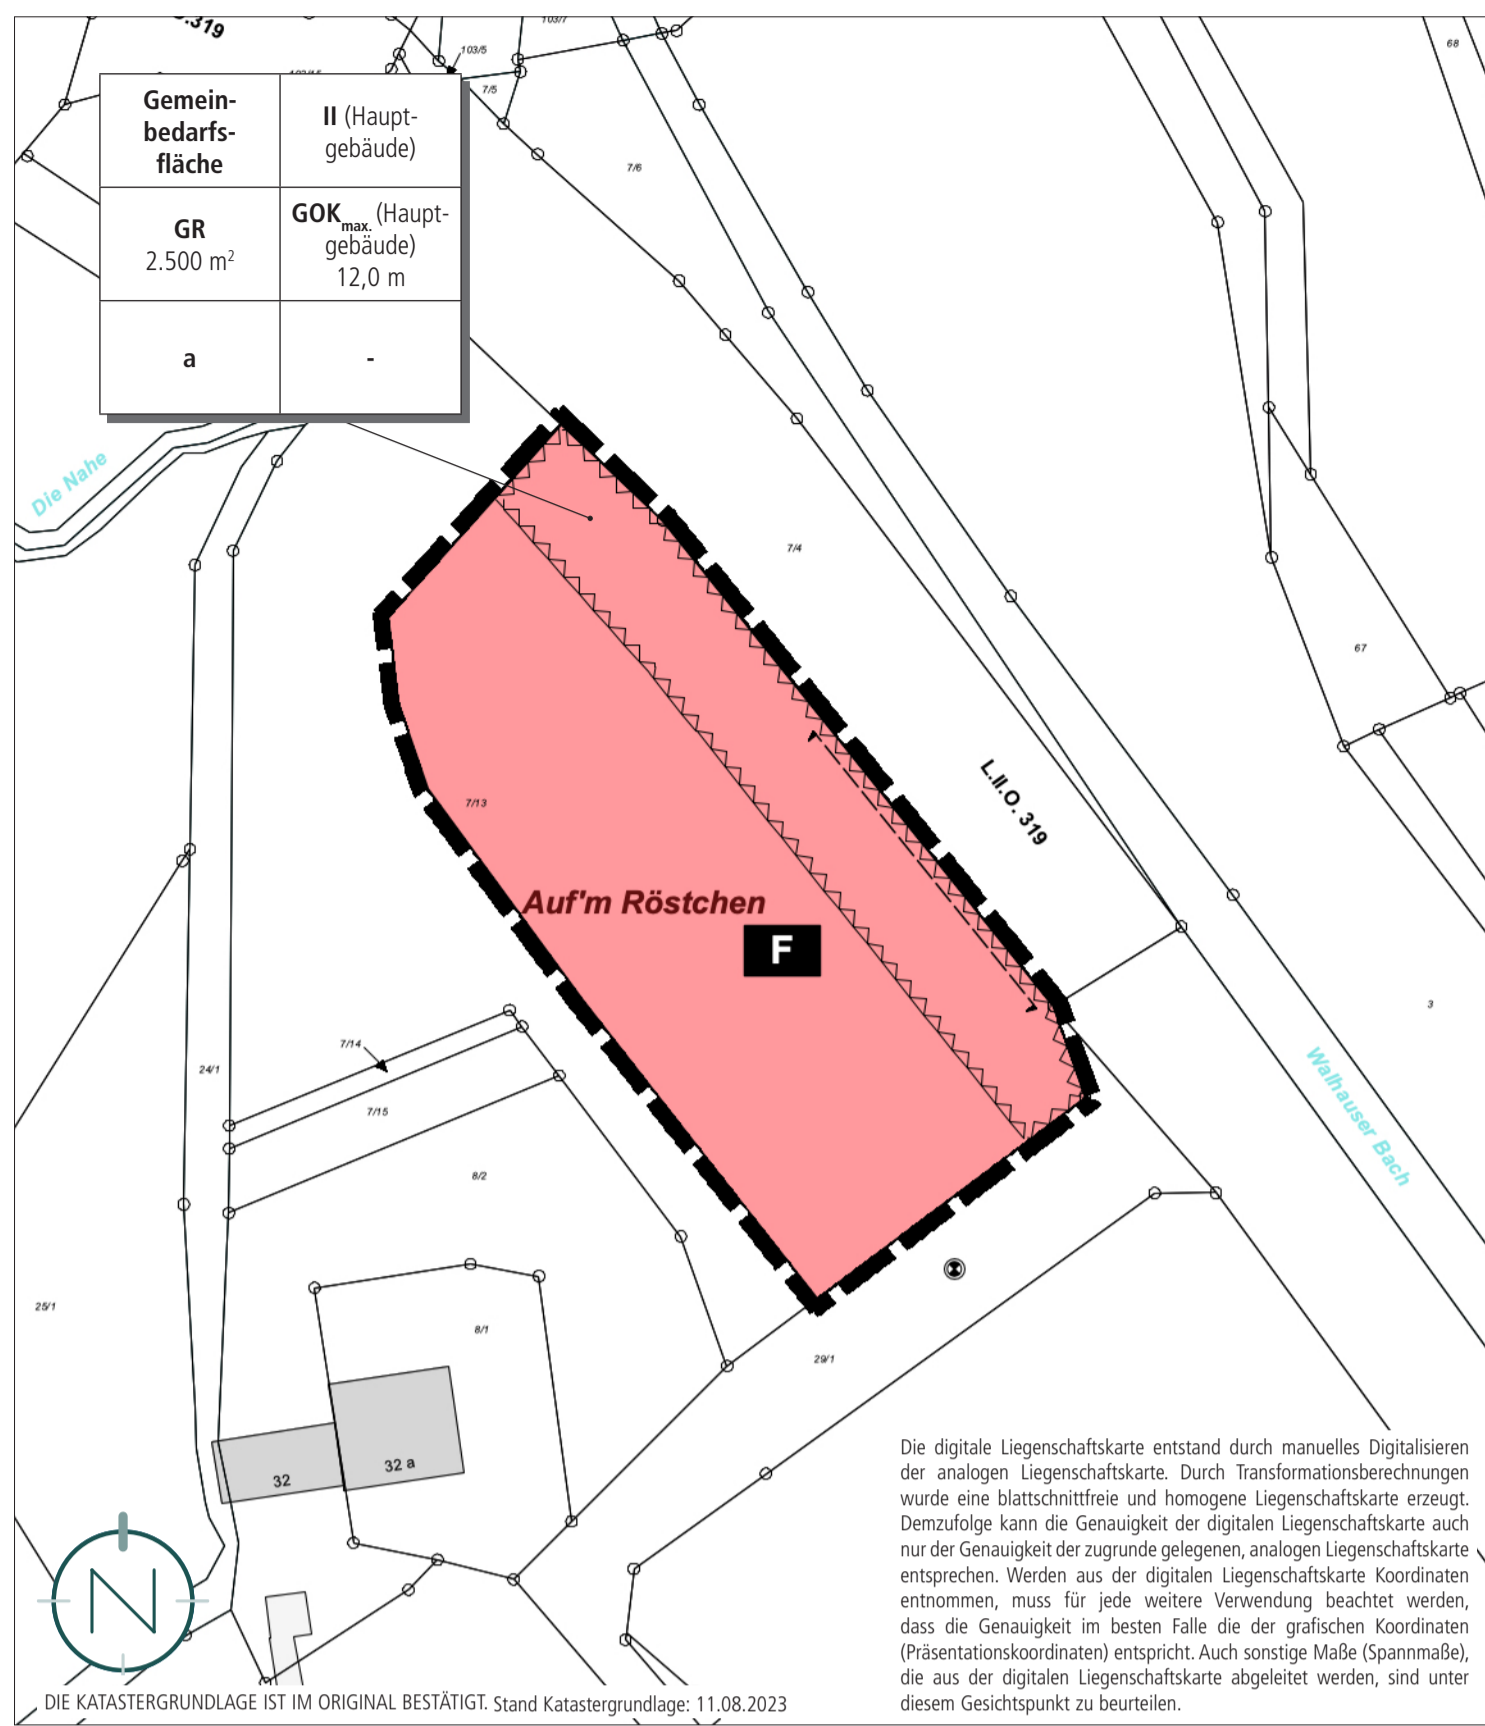 103/7
103/5
7/5
68
Gemein-
bedarfs-
fläche
II (Haupt-
gebäude)
GR
2.500 m²
GOKmax. (Haupt-
gebäude)
12,0 m
a
-
7/6
Die Nahe
7/4
67
7/13
L.II.O. 319
Auf'm Röstchen
F
3
7/14
24/1
7/15
Walhauser Bach
8/2
25/1
8/1
29/1
32
32 a
N
Die digitale Liegenschaftskarte entstand durch manuelles Digitalisieren
der analogen Liegenschaftskarte. Durch Transformationsberechnungen
wurde eine blattschnittfreie und homogene Liegenschaftskarte erzeugt.
Demzufolge kann die Genauigkeit der digitalen Liegenschaftskarte auch
nur der Genauigkeit der zugrunde gelegenen, analogen Liegenschaftskarte
entsprechen. Werden aus der digitalen Liegenschaftskarte Koordinaten
entnommen, muss für jede weitere Verwendung beachtet werden,
dass die Genauigkeit im besten Falle die der grafischen Koordinaten
(Präsentationskoordinaten) entspricht. Auch sonstige Maße (Spannmaße),
die aus der digitalen Liegenschaftskarte abgeleitet werden, sind unter
diesem Gesichtspunkt zu beurteilen.
DIE KATASTERGRUNDLAGE IST IM ORIGINAL BESTÄTIGT. Stand Katastergrundlage: 11.08.2023